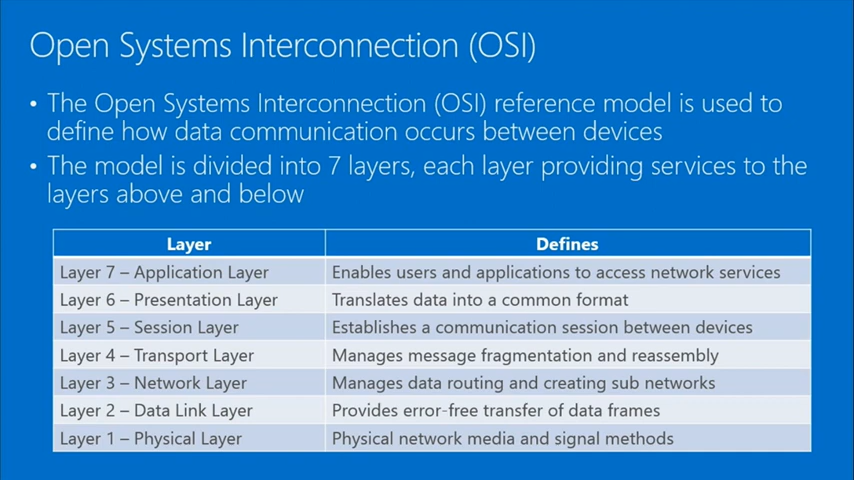 Open Systems Interconnection (OSI)
• The Open Systems Interconnection (OSI) reference model is used to
define how data communication occurs between devices
• The model is divided into 7 layers, each layer providing services to the
layers above and below
Layer Defines
Layer 7 – Application Layer Enables users and applications to access network services
Layer 6 – Presentation Layer Translates data into a common format
Layer 5 – Session Layer Establishes a communication session between devices
Layer 4 – Transport Layer Manages message fragmentation and reassembly
Layer 3 – Network Layer Manages data routing and creating sub networks
Layer 2 – Data Link Layer Provides error-free transfer of data frames
Layer 1 – Physical Layer Physical network media and signal methods